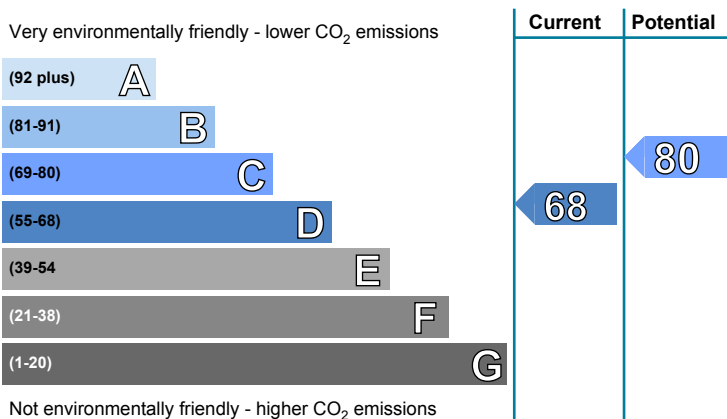 Current Potential
Very environmentally friendly - lower CO₂ emissions
(92 plus) A
(81-91) B
(69-80) C
80
(55-68) D
68
(39-54 E
(21-38) F
(1-20) G
Not environmentally friendly - higher CO₂ emissions